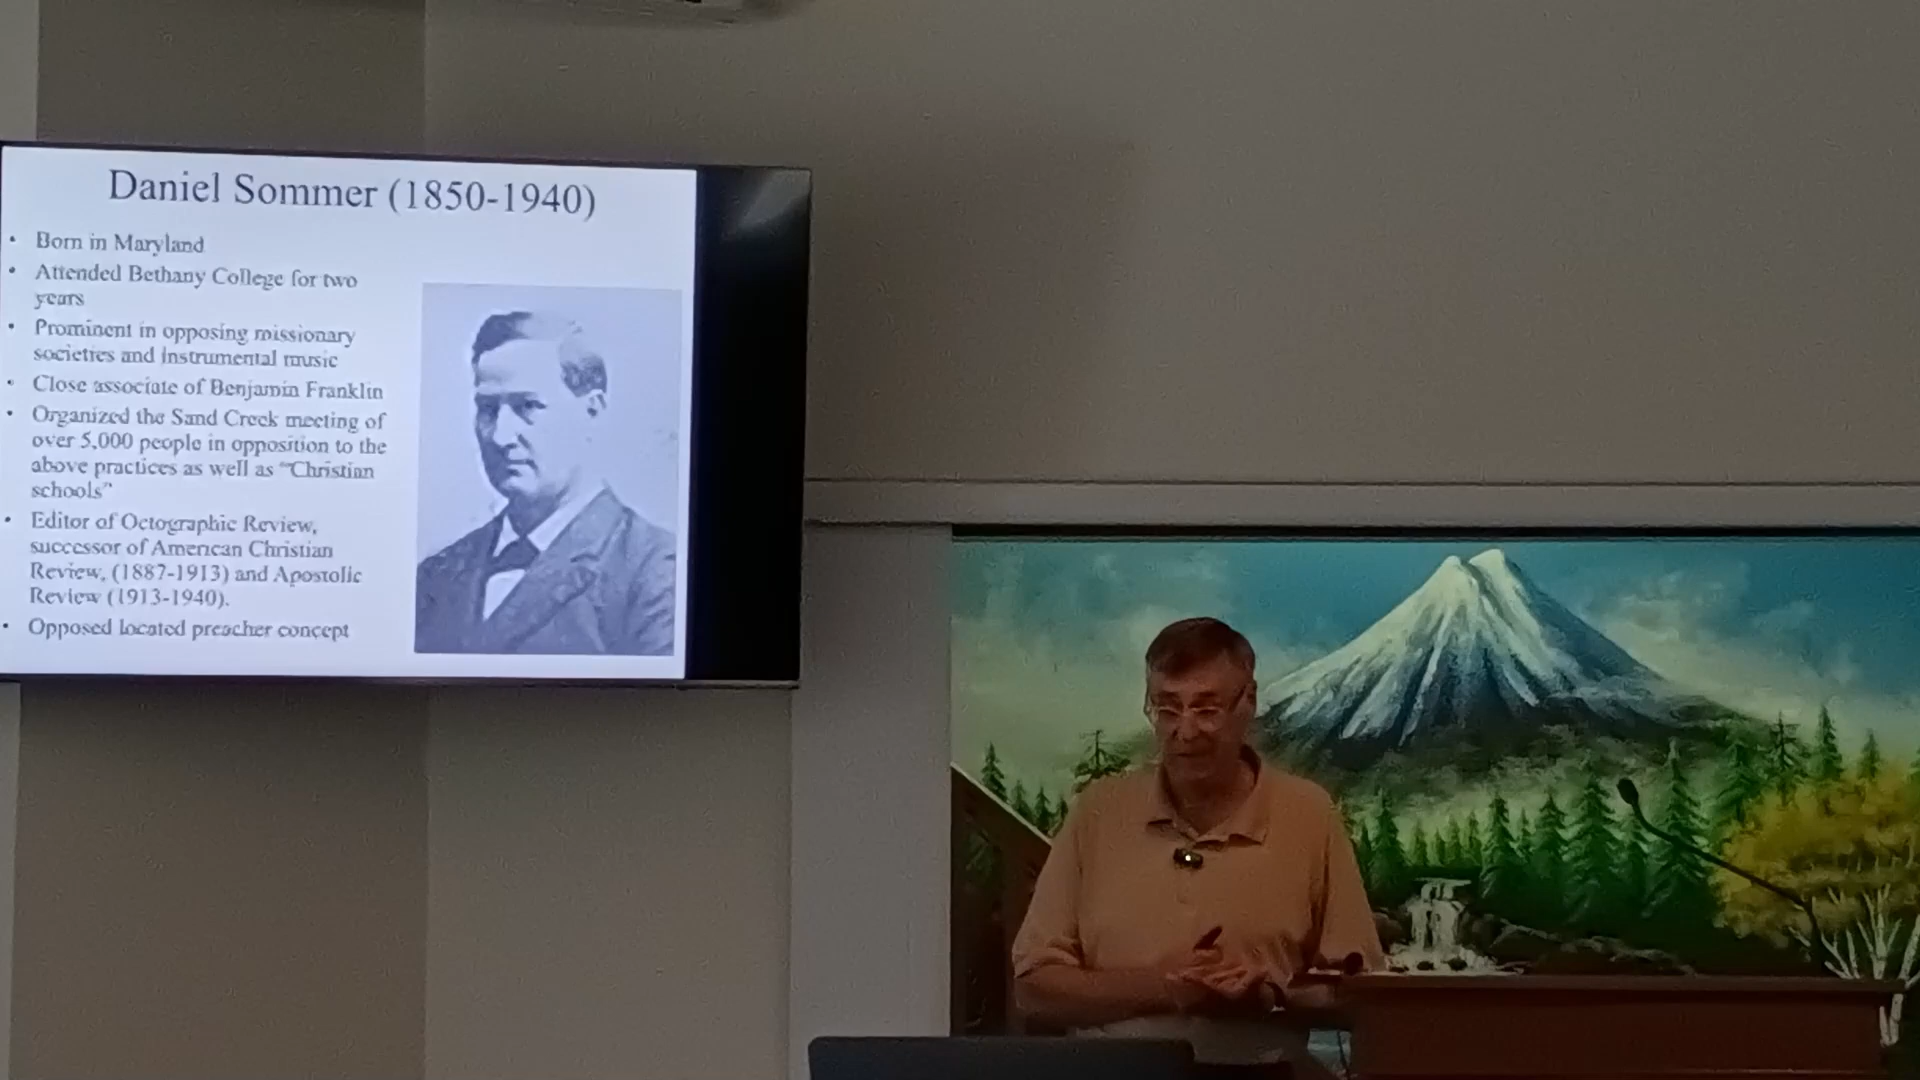 Daniel Sommer (1850-1940)
• Born in Maryland
• Attended Bethany College for two
years
• Prominent in opposing missionary
societies and instrumental music
• Close associate of Benjamin Franklin
• Organized the Sand Creek meeting of
over 5,000 people in opposition to the
above practices as well as "Christian
schools"
• Editor of Octographic Review,
successor of American Christian
Review, (1887-1913) and Apostolic
Review (1913-1940).
• Opposed located preacher concept